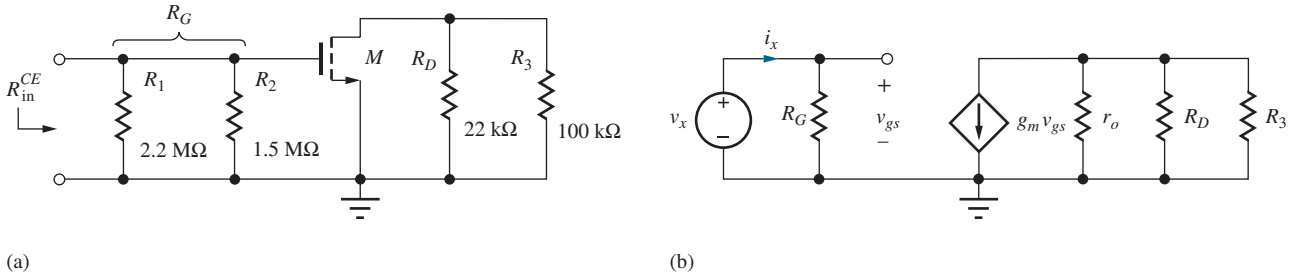 R_G
R_in^CE
R_1
2.2 MΩ
R_2
1.5 MΩ
M
R_D
22 kΩ
R_3
100 kΩ
(a)
i_x
v_x
+
−
R_G
+
v_gs
−
g_m v_gs
r_o
R_D
R_3
(b)